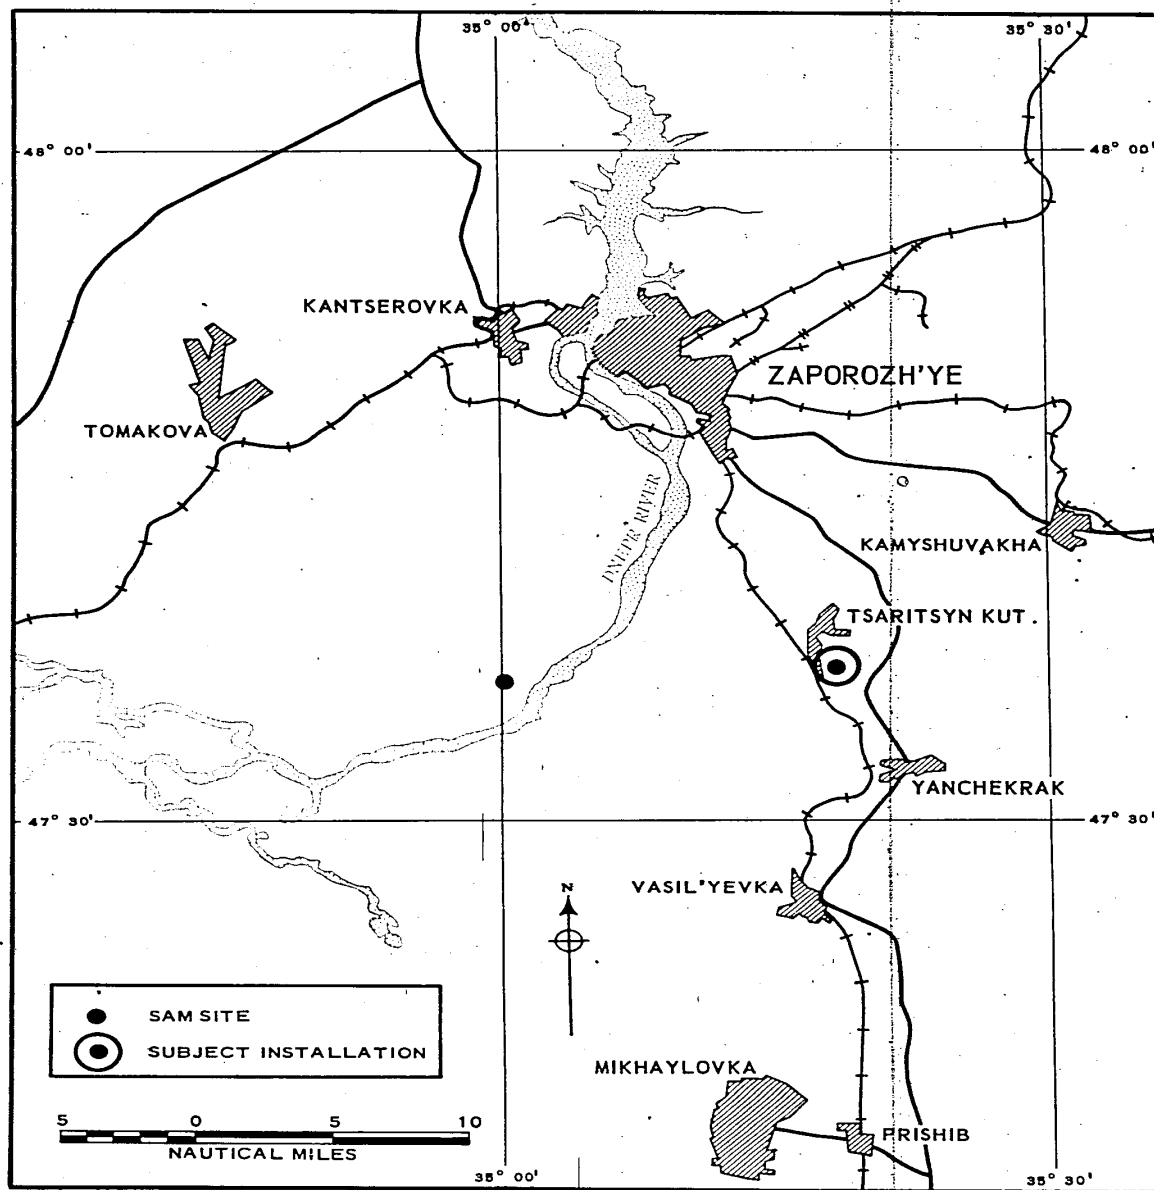 35° 00'
35° 30'
48° 00'
48° 00'
KANTSEROVKA
ZAPOROZH'YE
TOMAKOVA
DNEPR RIVER
KAMYSHUVAKHA
TSARITSYN KUT
YANCHEKRAK
47° 30'
47° 30'
VASIL'YEVKA
N
SAM SITE
SUBJECT INSTALLATION
MIKHAYLOVKA
5 0 5 10
NAUTICAL MILES
PRISHIB
35° 00'
35° 30'